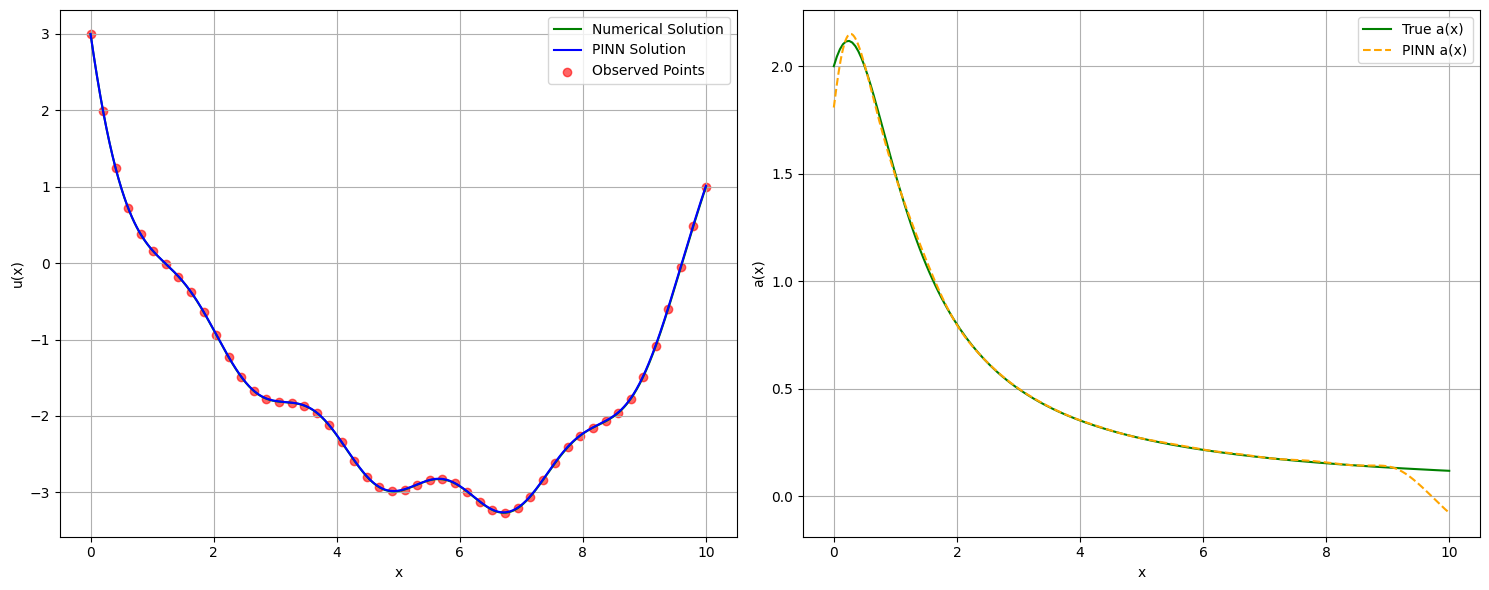 Numerical Solution
PINN Solution
Observed Points
3
2
1
0
−1
−2
−3
u(x)
0
2
4
6
8
10
x
True a(x)
PINN a(x)
2.0
1.5
1.0
0.5
0.0
a(x)
0
2
4
6
8
10
x